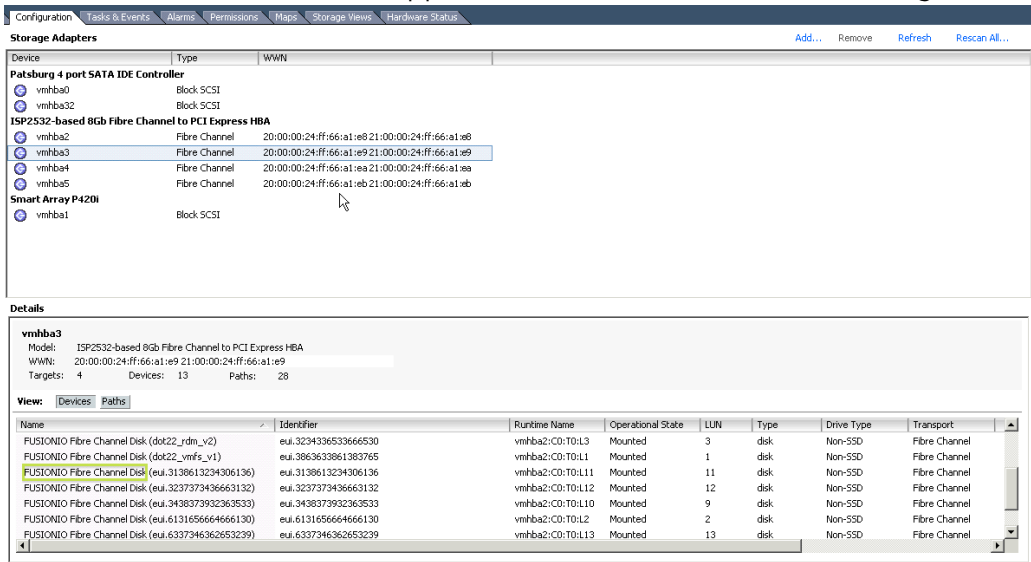 Configuration Tasks & Events Alarms Permissions Maps Storage Views Hardware Status
Storage Adapters Add... Remove Refresh Rescan All...
Device Type WWN
Patsburg 4 port SATA IDE Controller
vmhba0 Block SCSI
vmhba32 Block SCSI
ISP2532-based 8Gb Fibre Channel to PCI Express HBA
vmhba2 Fibre Channel 20:00:00:24:ff:66:a1:e8 21:00:00:24:ff:66:a1:e8
vmhba3 Fibre Channel 20:00:00:24:ff:66:a1:e9 21:00:00:24:ff:66:a1:e9
vmhba4 Fibre Channel 20:00:00:24:ff:66:a1:ea 21:00:00:24:ff:66:a1:ea
vmhba5 Fibre Channel 20:00:00:24:ff:66:a1:eb 21:00:00:24:ff:66:a1:eb
Smart Array P420i
vmhba1 Block SCSI
Details
vmhba3
Model: ISP2532-based 8Gb Fibre Channel to PCI Express HBA
WWN: 20:00:00:24:ff:66:a1:e9 21:00:00:24:ff:66:a1:e9
Targets: 4 Devices: 13 Paths: 28
View: Devices Paths
Name Identifier Runtime Name Operational State LUN Type Drive Type Transport
FUSIONIO Fibre Channel Disk (dot22_rdm_v2) eui.3234336533666530 vmhba2:C0:T0:L3 Mounted 3 disk Non-SSD Fibre Channel
FUSIONIO Fibre Channel Disk (dot22_vmfs_v1) eui.3863633861383765 vmhba2:C0:T0:L1 Mounted 1 disk Non-SSD Fibre Channel
FUSIONIO Fibre Channel Disk (eui.3138613234306136) eui.3138613234306136 vmhba2:C0:T0:L11 Mounted 11 disk Non-SSD Fibre Channel
FUSIONIO Fibre Channel Disk (eui.3237373436663132) eui.3237373436663132 vmhba2:C0:T0:L12 Mounted 12 disk Non-SSD Fibre Channel
FUSIONIO Fibre Channel Disk (eui.3438373932363533) eui.3438373932363533 vmhba2:C0:T0:L10 Mounted 9 disk Non-SSD Fibre Channel
FUSIONIO Fibre Channel Disk (eui.6131656664666130) eui.6131656664666130 vmhba2:C0:T0:L2 Mounted 2 disk Non-SSD Fibre Channel
FUSIONIO Fibre Channel Disk (eui.6337346362653239) eui.6337346362653239 vmhba2:C0:T0:L13 Mounted 13 disk Non-SSD Fibre Channel